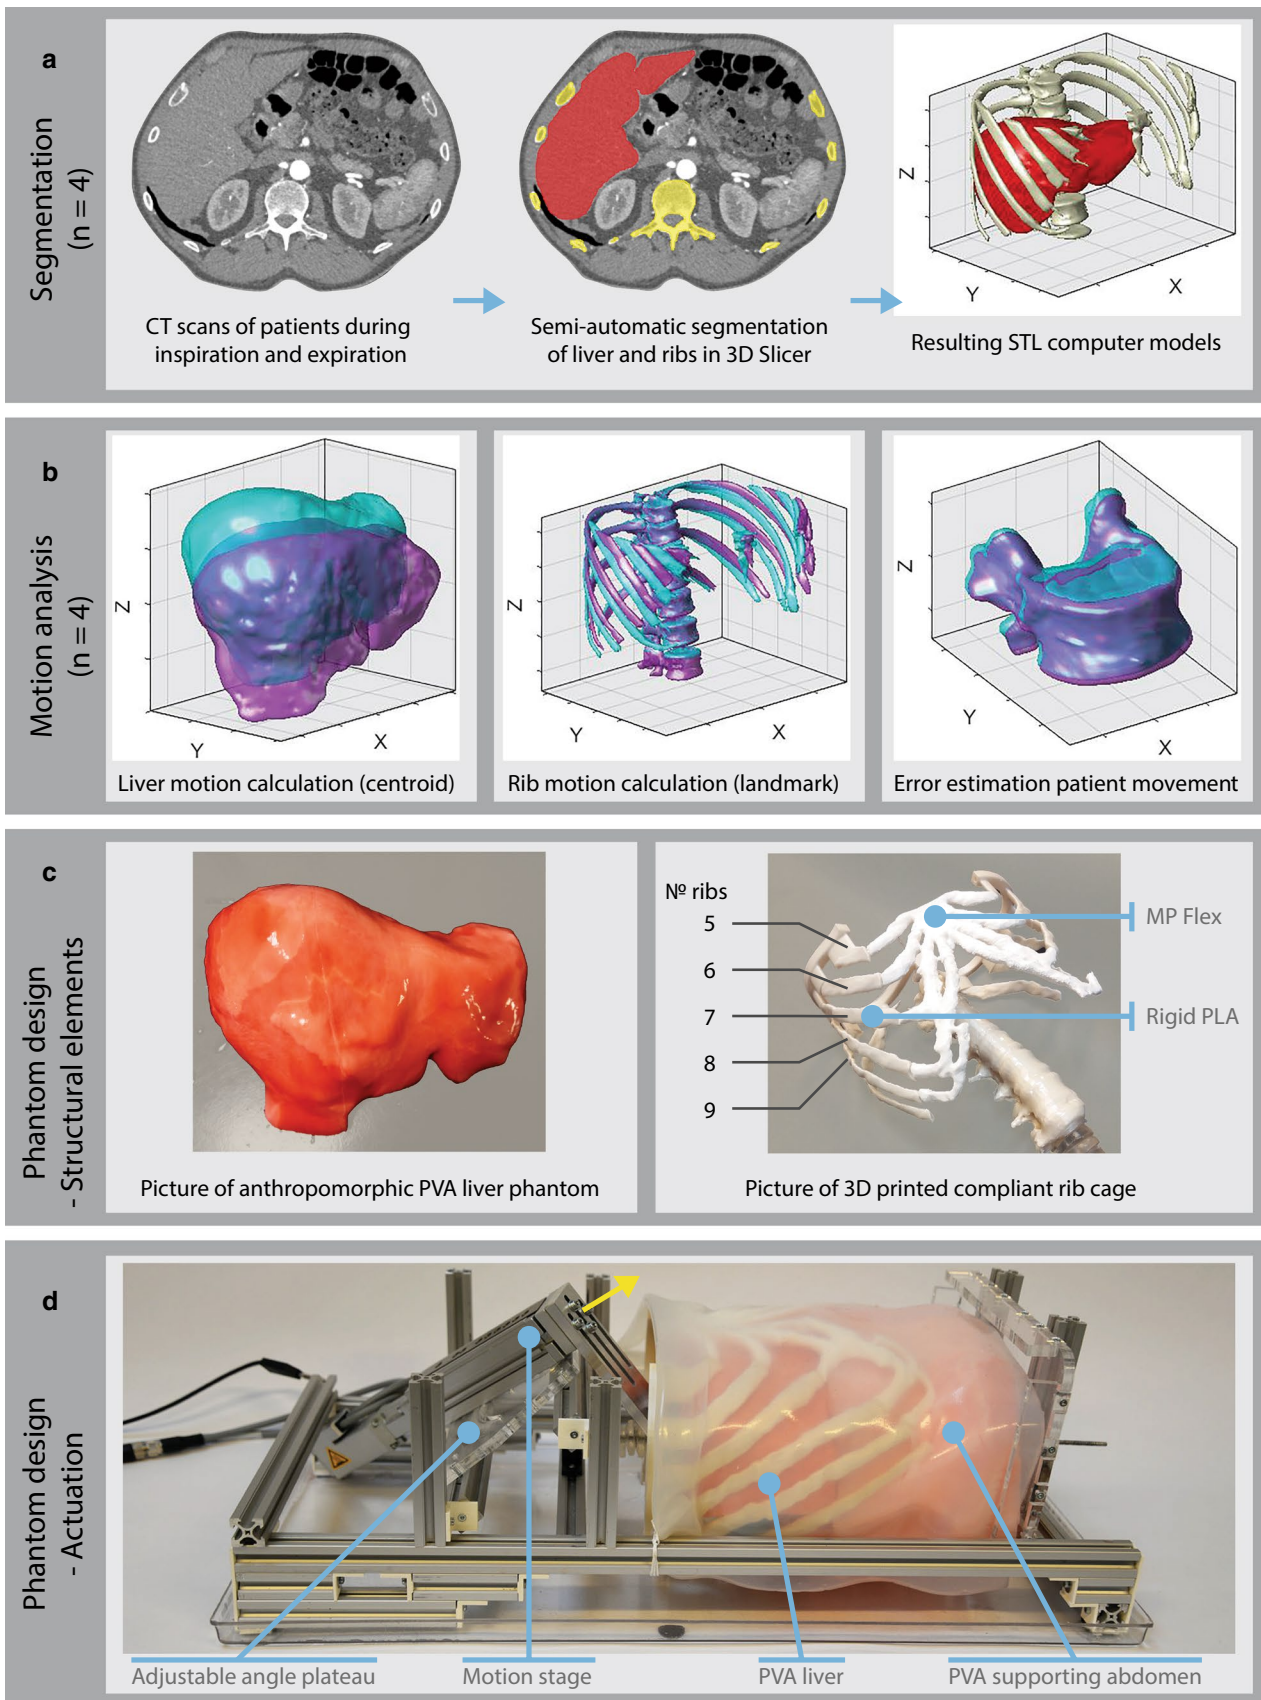 a
Segmentation
(n = 4)
CT scans of patients during
inspiration and expiration
Semi-automatic segmentation
of liver and ribs in 3D Slicer
Z
Y
X
Resulting STL computer models
b
Motion analysis
(n = 4)
Z
Y
X
Liver motion calculation (centroid)
Z
Y
X
Rib motion calculation (landmark)
Z
Y
X
Error estimation patient movement
c
Phantom design
- Structural elements
Picture of anthropomorphic PVA liver phantom
Nº ribs
5
6
7
8
9
MP Flex
Rigid PLA
Picture of 3D printed compliant rib cage
d
Phantom design
- Actuation
Adjustable angle plateau
Motion stage
PVA liver
PVA supporting abdomen